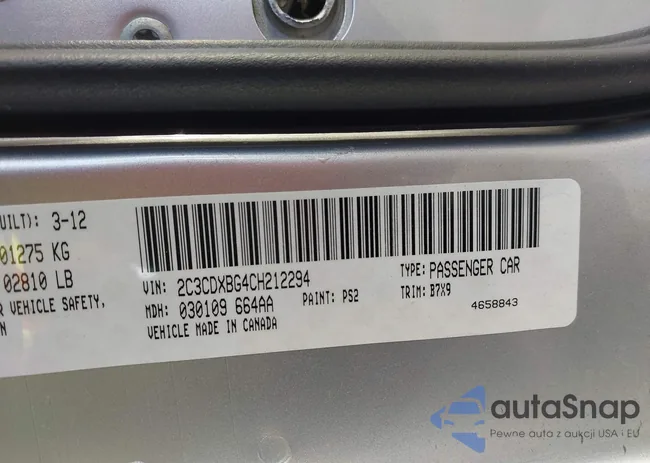 UILT): 3-12
01275 KG
02810 LB
R VEHICLE SAFETY,
N
VIN: 2C3CDXBG4CH212294
TYPE: PASSENGER CAR
MDH: 030109 664AA
PAINT: PS2
TRIM: B7X9
VEHICLE MADE IN CANADA
4658843
autaSnap
Pewne auta z aukcji USA i EU